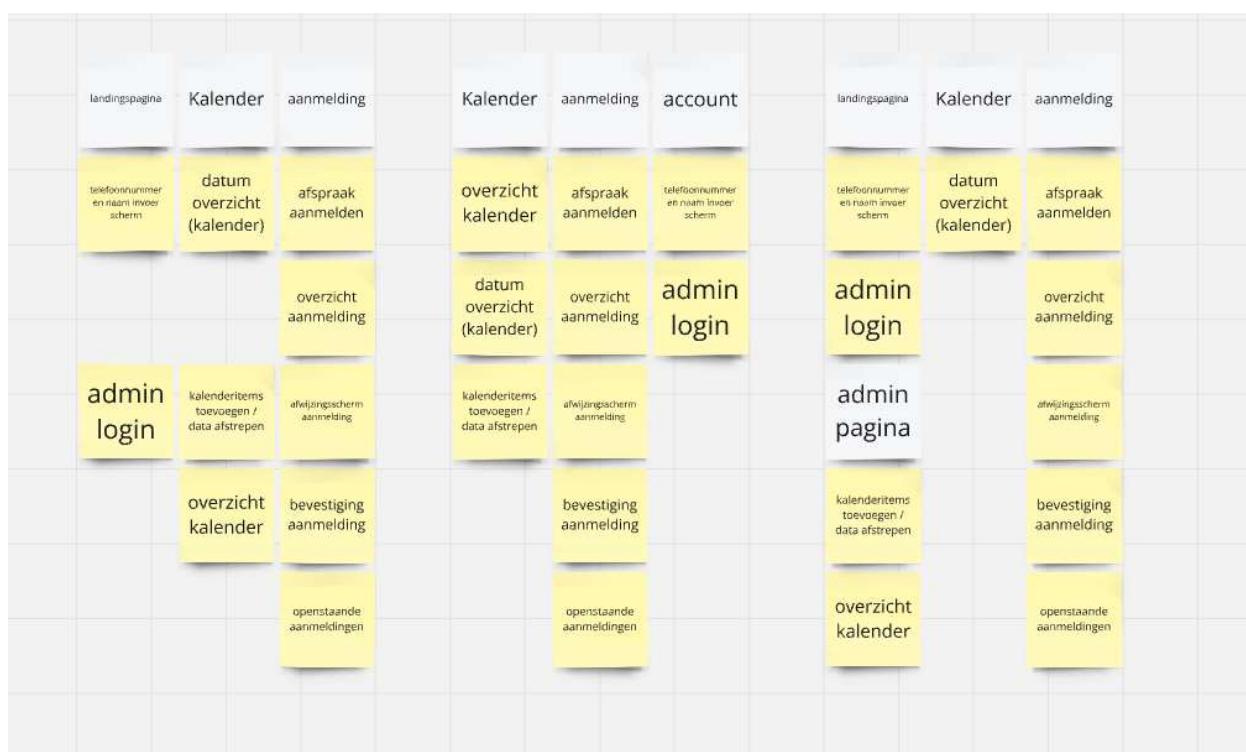 landingspagina
Kalender
aanmelding
telefoonnummer
en naam invoer
scherm
datum
overzicht
(kalender)
afspraak
aanmelden
overzicht
aanmelding
admin
login
kalenderitems
toevoegen /
data afstrepen
afwijzingsscherm
aanmelding
overzicht
kalender
bevestiging
aanmelding
openstaande
aanmeldingen
Kalender
aanmelding
account
overzicht
kalender
afspraak
aanmelden
telefoonnummer
en naam invoer
scherm
datum
overzicht
(kalender)
overzicht
aanmelding
admin
login
kalenderitems
toevoegen /
data afstrepen
afwijzingsscherm
aanmelding
bevestiging
aanmelding
openstaande
aanmeldingen
landingspagina
Kalender
aanmelding
telefoonnummer
en naam invoer
scherm
datum
overzicht
(kalender)
afspraak
aanmelden
admin
login
overzicht
aanmelding
admin
pagina
afwijzingsscherm
aanmelding
kalenderitems
toevoegen /
data afstrepen
bevestiging
aanmelding
overzicht
kalender
openstaande
aanmeldingen